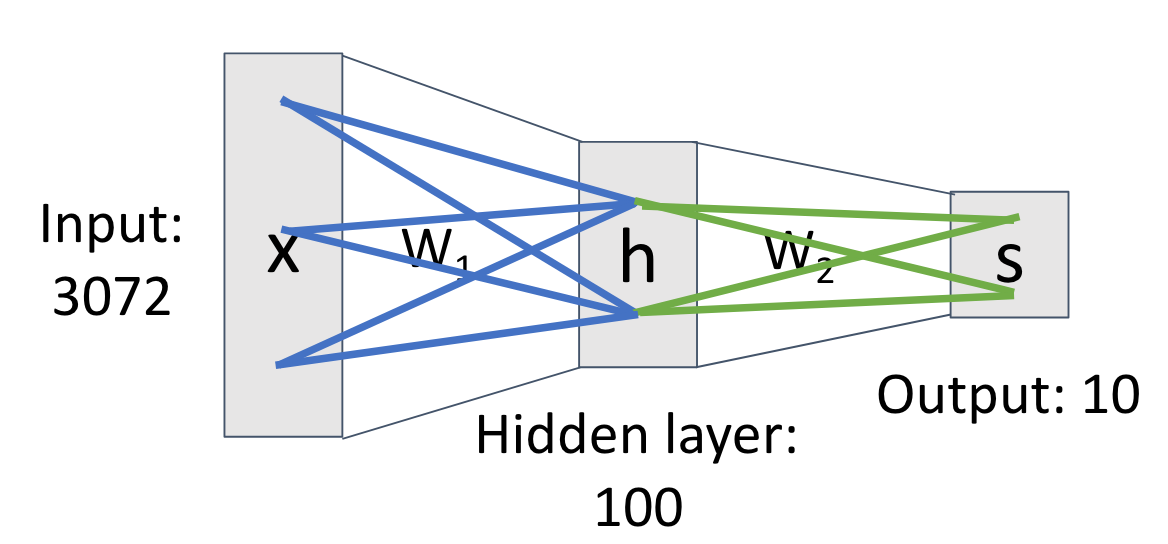 Input:
3072
x
W₁
h
W₂
s
Hidden layer:
100
Output: 10